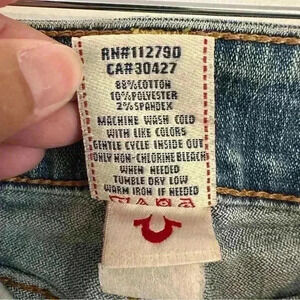 RN#112790
CA#30427
88%COTTON
10%POLYESTER
2%SPANDEX
MACHINE WASH COLD
WITH LIKE COLORS
GENTLE CYCLE INSIDE OUT
ONLY NON-CHLORINE BLEACH
WHEN NEEDED
TUMBLE DRY LOW
WARM IRON IF NEEDED